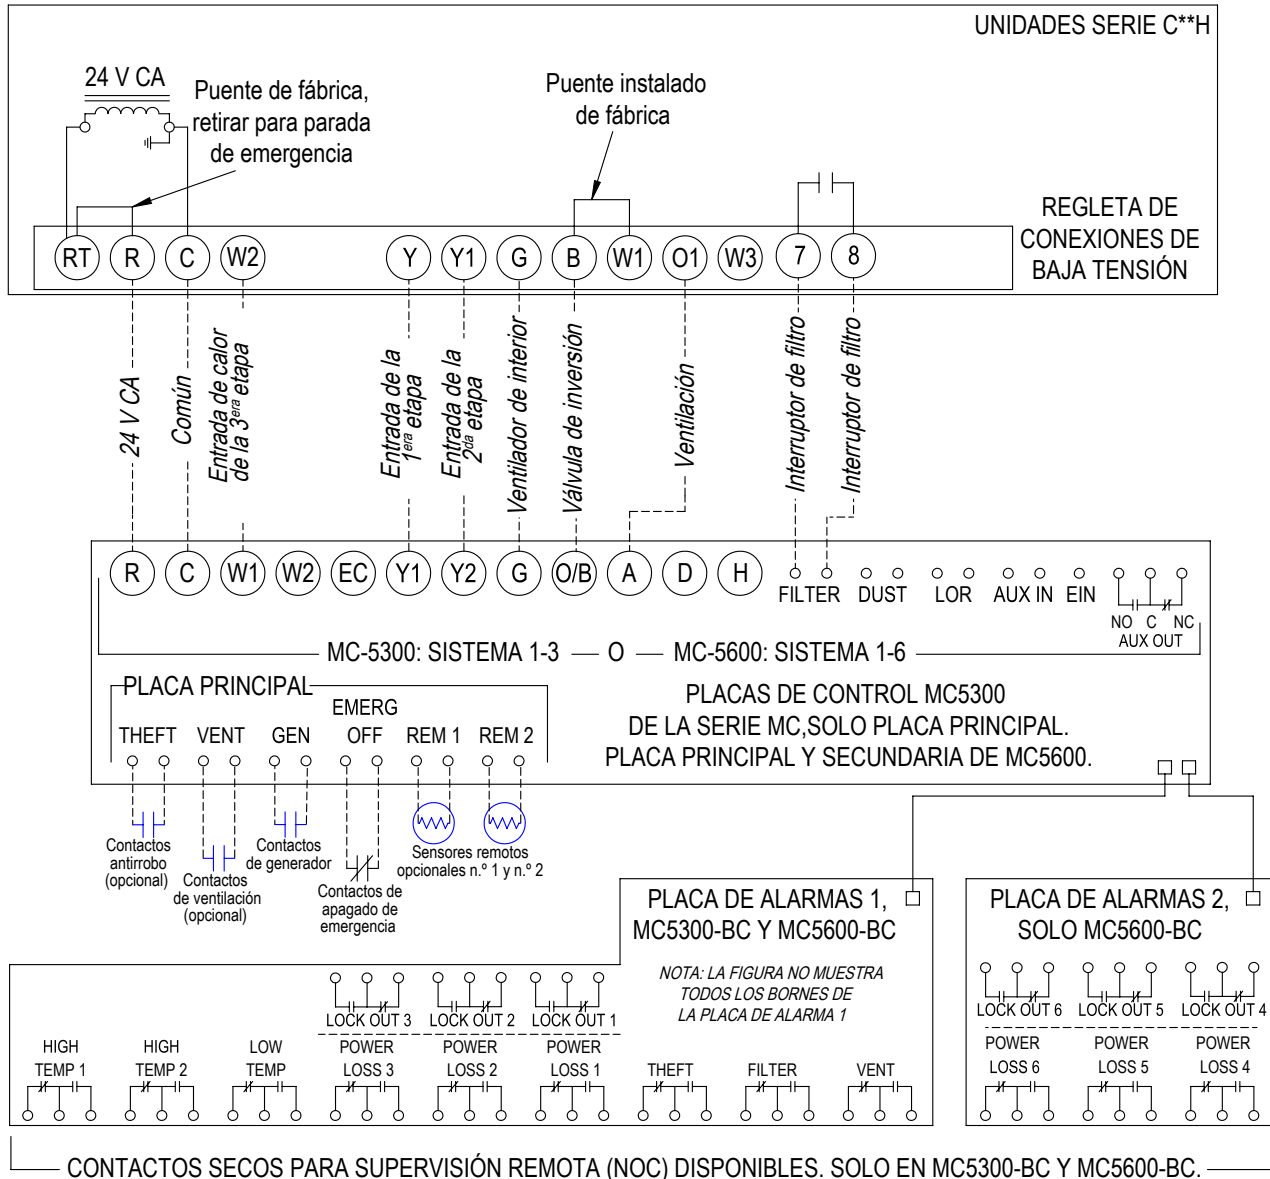 UNIDADES SERIE C**H
24 V CA
Puente de fábrica,
retirar para parada
de emergencia
Puente instalado
de fábrica
REGLETA DE
CONEXIONES DE
BAJA TENSIÓN
RT R C W2 Y Y1 G B W1 O1 W3 7 8
24 V CA
Común
Entrada de calor
de la 3era etapa
Entrada de la
1era etapa
Entrada de la
2da etapa
Ventilador de interior
Válvula de inversión
Ventilación
Interruptor de filtro
Interruptor de filtro
R C W1 W2 EC Y1 Y2 G O/B A D H
FILTER DUST LOR AUX IN EIN
NO C NC
AUX OUT
MC-5300: SISTEMA 1-3 O MC-5600: SISTEMA 1-6
PLACA PRINCIPAL
THEFT VENT GEN EMERG OFF REM 1 REM 2
PLACAS DE CONTROL MC5300
DE LA SERIE MC,SOLO PLACA PRINCIPAL.
PLACA PRINCIPAL Y SECUNDARIA DE MC5600.
Contactos
antirrobo
(opcional)
Contactos
de ventilación
(opcional)
Contactos
de generador
Contactos de
apagado de
emergencia
Sensores remotos
opcionales n.º 1 y n.º 2
PLACA DE ALARMAS 1,
MC5300-BC Y MC5600-BC
NOTA: LA FIGURA NO MUESTRA
TODOS LOS BORNES DE
LA PLACA DE ALARMA 1
LOCK OUT 3 LOCK OUT 2 LOCK OUT 1
HIGH
TEMP 1
HIGH
TEMP 2
LOW
TEMP
POWER
LOSS 3
POWER
LOSS 2
POWER
LOSS 1
THEFT
FILTER
VENT
PLACA DE ALARMAS 2,
SOLO MC5600-BC
LOCK OUT 6 LOCK OUT 5 LOCK OUT 4
POWER
LOSS 6
POWER
LOSS 5
POWER
LOSS 4
CONTACTOS SECOS PARA SUPERVISIÓN REMOTA (NOC) DISPONIBLES. SOLO EN MC5300-BC Y MC5600-BC.